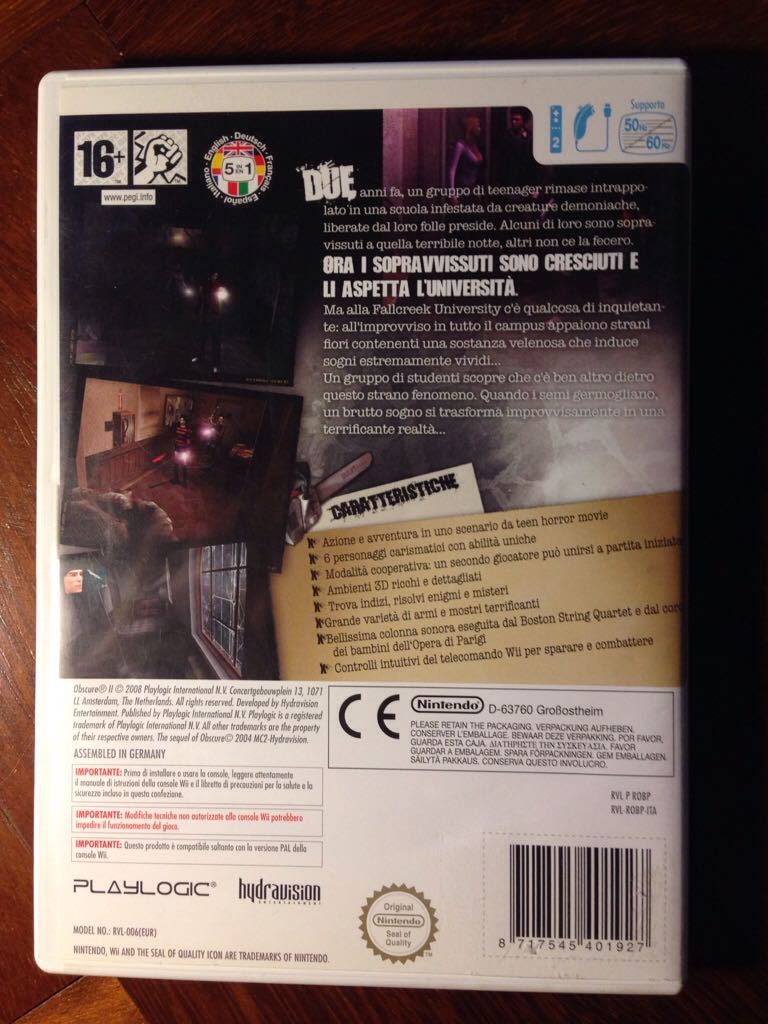 16+
www.pegi.info
English · Deutsch · Français · Español · Italiano
5 IN EN 1
2
Supporta
50Hz
60Hz
DUE anni fa, un gruppo di teenager rimase intrappo-
lato in una scuola infestata da creature demoniache,
liberate dal loro folle preside. Alcuni di loro sono sopra-
vissuti a quella terribile notte, altri non ce la fecero.
ORA I SOPRAVVISSUTI SONO CRESCIUTI E
LI ASPETTA L'UNIVERSITÀ.
Ma alla Fallcreek University c'è qualcosa di inquietan-
te: all'improvviso in tutto il campus appaiono strani
fiori contenenti una sostanza velenosa che induce
sogni estremamente vividi...
Un gruppo di studenti scopre che c'è ben altro dietro
questo strano fenomeno. Quando i semi germogliano,
un brutto sogno si trasforma improvvisamente in una
terrificante realtà...
CARATTERISTICHE
Azione e avventura in uno scenario da teen horror movie
6 personaggi carismatici con abilità uniche
Modalità cooperativa: un secondo giocatore può unirsi a partita iniziata
Ambienti 3D ricchi e dettagliati
Trova indizi, risolvi enigmi e misteri
Grande varietà di armi e mostri terrificanti
Bellissima colonna sonora eseguita dal Boston String Quartet e dal coro
dei bambini dell'Opera di Parigi
Controlli intuitivi del telecomando Wii per sparare e combattere
Obscure® II © 2008 Playlogic International N.V. Concertgebouwplein 13, 1071
LL Amsterdam, The Netherlands. All rights reserved. Developed by Hydravision
Entertainment. Published by Playlogic International N.V. Playlogic is a registered
trademark of Playlogic International N.V. All other trademarks are the property
of their respective owners. The sequel of Obscure© 2004 MC2-Hydravision.
ASSEMBLED IN GERMANY
CE Nintendo D-63760 Großostheim
PLEASE RETAIN THE PACKAGING. VERPACKUNG AUFHEBEN.
CONSERVER L'EMBALLAGE. BEWAAR DEZE VERPAKKING. POR FAVOR,
GUARDA ESTA CAJA. ΔΙΑΤΗΡΗΣΤΕ ΤΗΝ ΣΥΣΚΕΥΑΣΙΑ. FAVOR
GUARDAR A EMBALAGEM. SPARA FÖRPACKNINGEN. GEM EMBALLAGEN.
SÄILYTÄ PAKKAUS. CONSERVA QUESTO INVOLUCRO.
IMPORTANTE: Prima di installare o usare la console, leggere attentamente
il manuale di istruzioni della console Wii e il libretto di precauzioni per la salute e la
sicurezza incluso in questa confezione.
IMPORTANTE: Modifiche tecniche non autorizzate alla console Wii potrebbero
impedire il funzionamento del gioco.
IMPORTANTE: Questo prodotto è compatibile soltanto con la versione PAL della
console Wii.
RVL P ROBP
RVL-ROBP-ITA
PLAYLOGIC®
hydravision
ENTERTAINMENT
Original
Nintendo
Seal of
Quality
TM
8 717545 401927
MODEL NO.: RVL-006(EUR)
NINTENDO, Wii AND THE SEAL OF QUALITY ICON ARE TRADEMARKS OF NINTENDO.